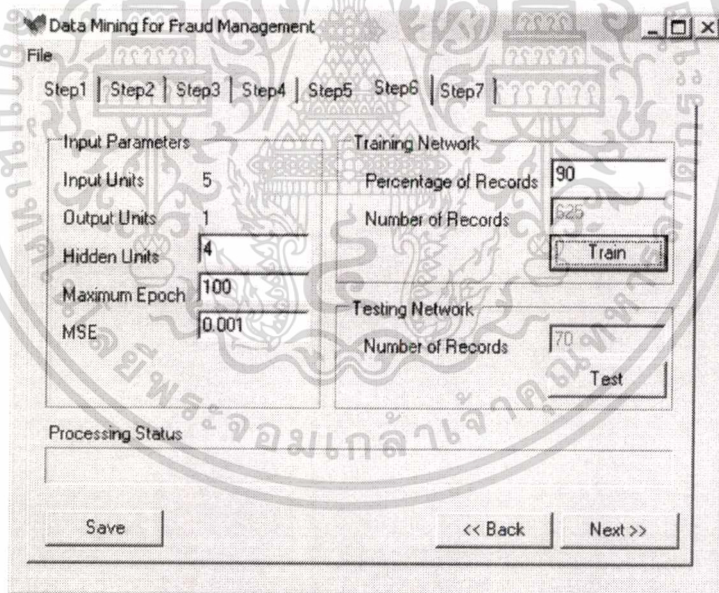 Data Mining for Fraud Management
File
Step1 Step2 Step3 Step4 Step5 Step6 Step7
Input Parameters
Input Units 5
Output Units 1
Hidden Units 4
Maximum Epoch 100
MSE 0.001
Training Network
Percentage of Records 90
Number of Records 625
Train
Testing Network
Number of Records 70
Test
Processing Status
Save
<< Back
Next >>